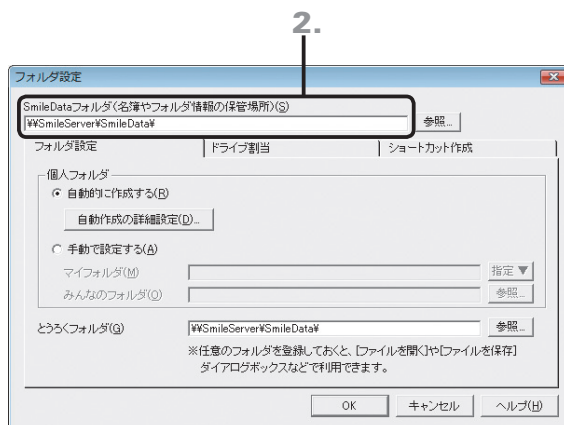 2.
フォルダ設定
SmileDataフォルダ(名簿やフォルダ情報の保管場所)(S)
¥¥SmileServer¥SmileData¥
参照...
フォルダ設定 ドライブ割当 ショートカット作成
個人フォルダ
自動的に作成する(R)
自動作成の詳細設定(D)...
手動で設定する(A)
マイフォルダ(M) 指定 ▼
みんなのフォルダ(O) 参照...
とうろくフォルダ(G) ¥¥SmileServer¥SmileData¥ 参照...
※任意のフォルダを登録しておくと、[ファイルを開く]や[ファイルを保存]
ダイアログボックスなどで利用できます。
OK キャンセル ヘルプ(H)